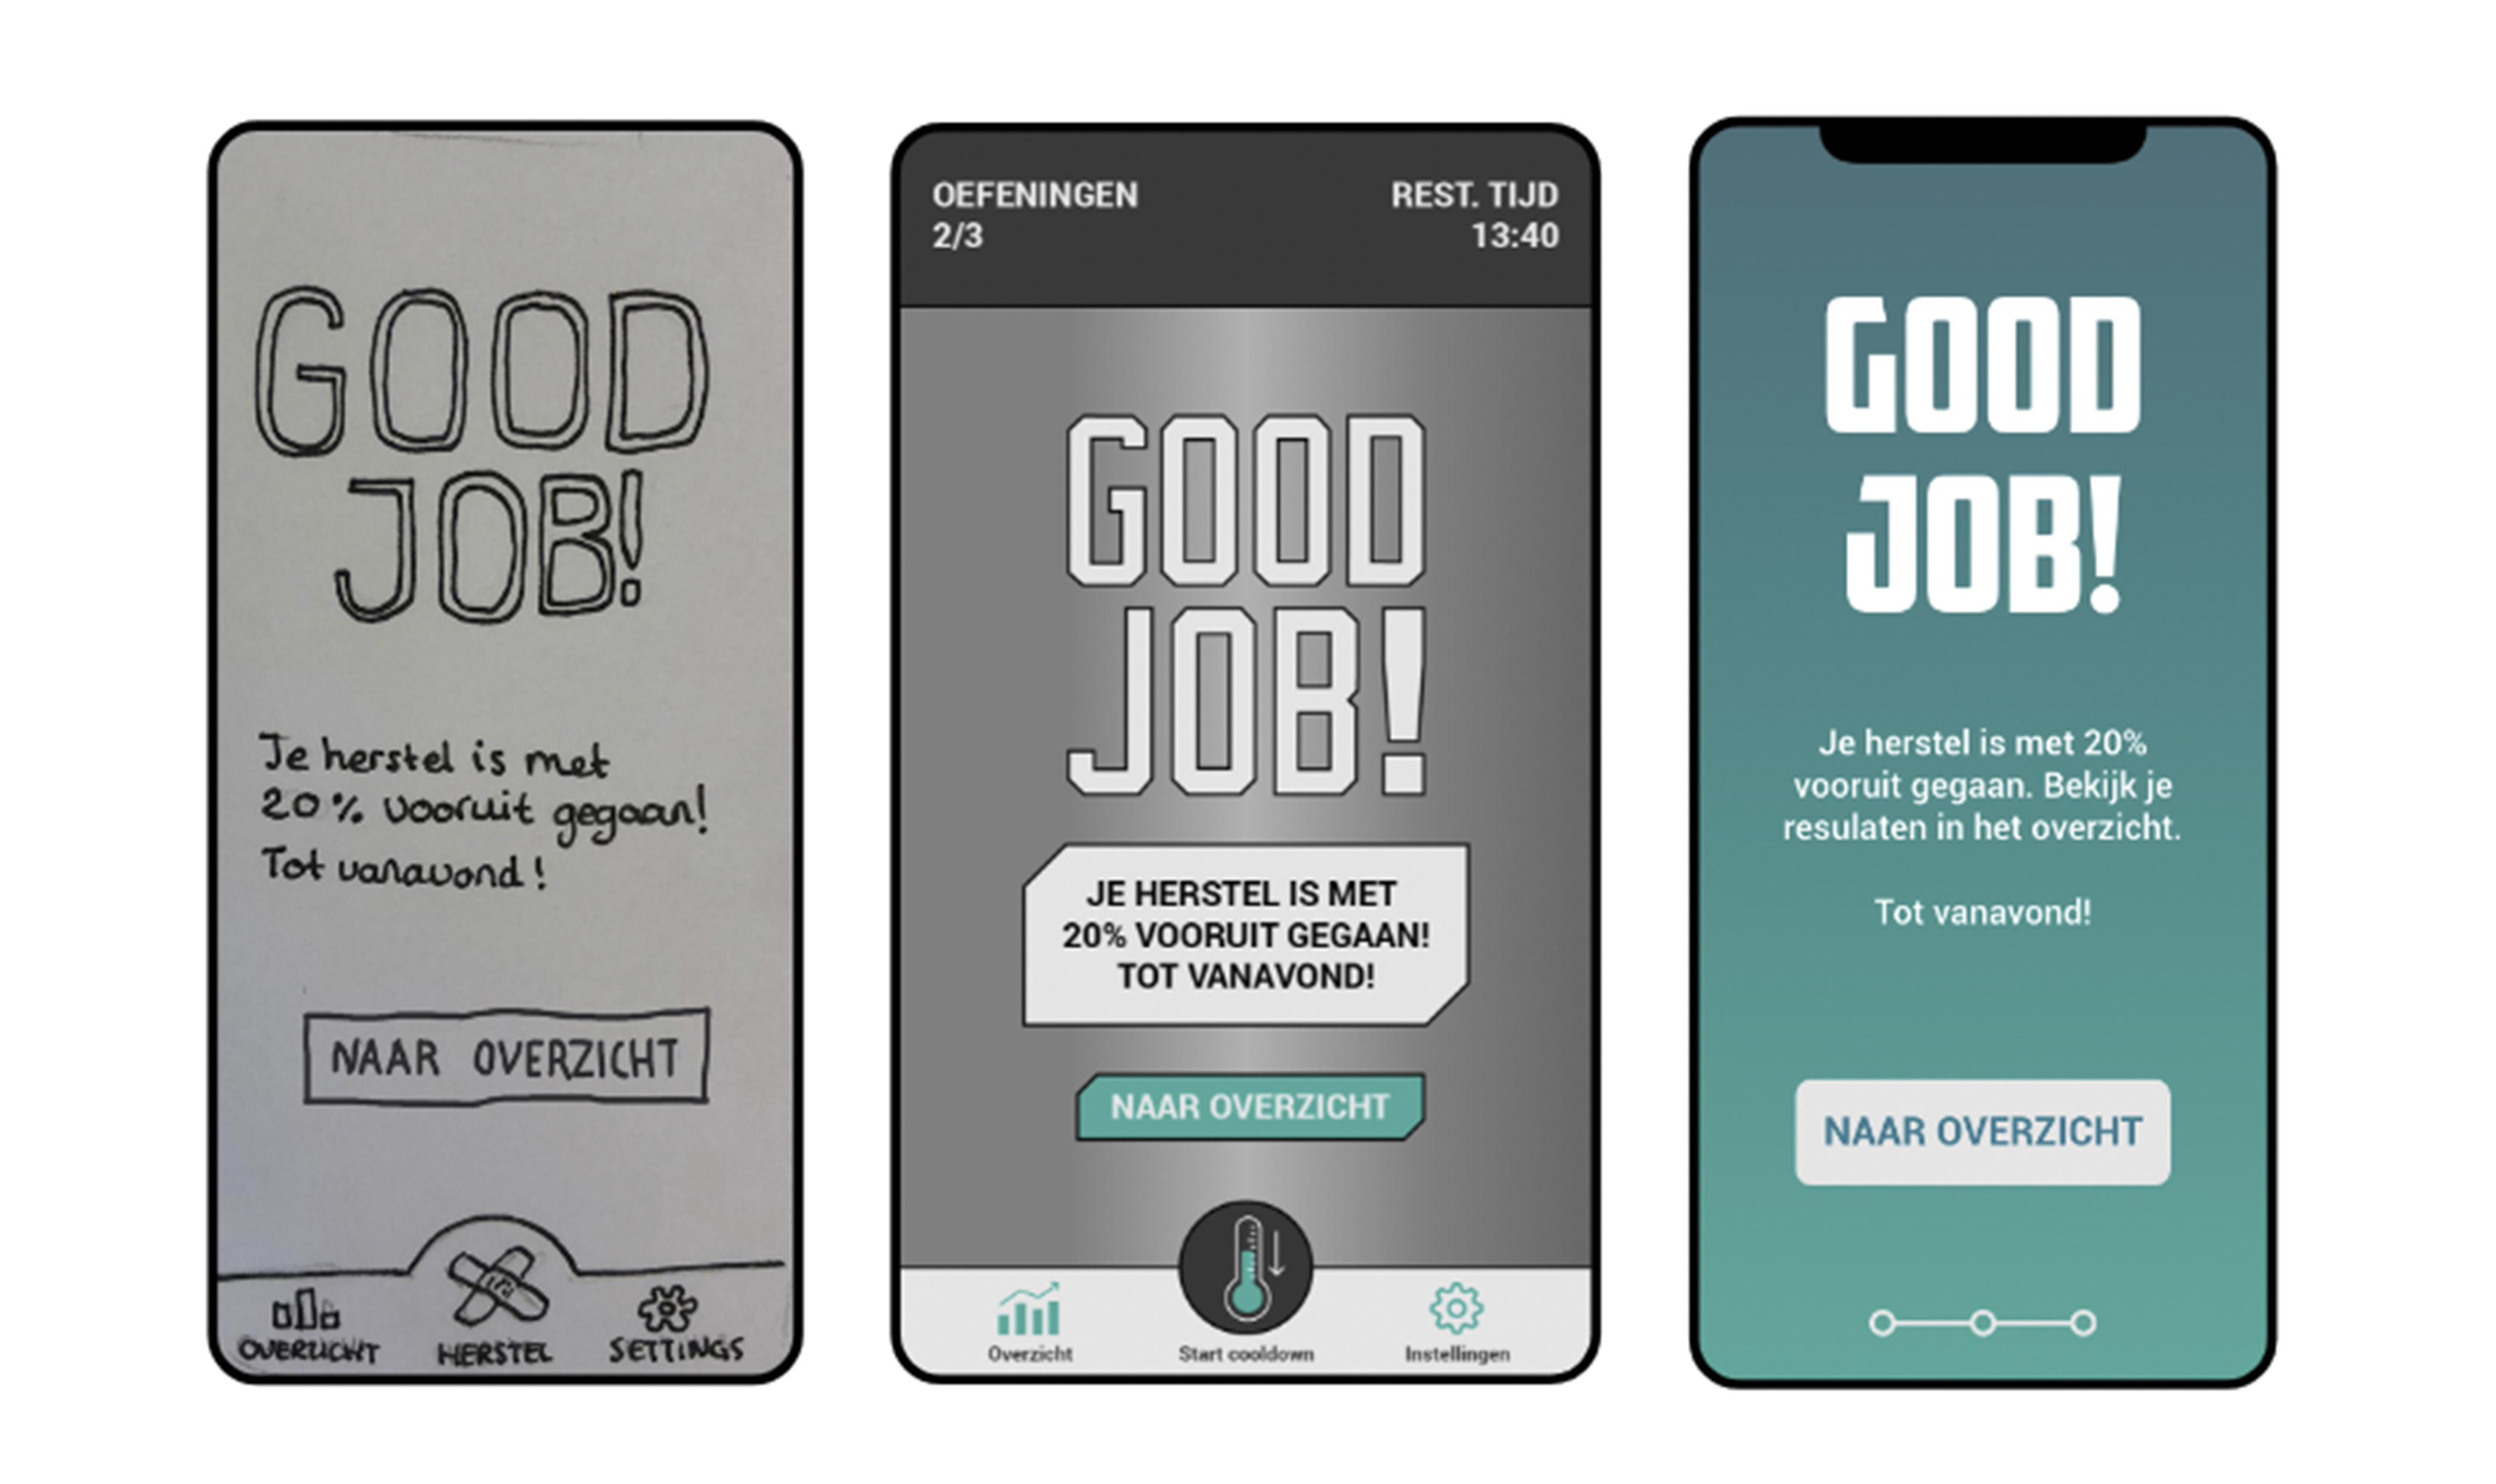 GOOD
JOB!
Je herstel is met
20% vooruit gegaan!
Tot vanavond!
NAAR OVERZICHT
OVERZICHT
HERSTEL
SETTINGS
OEFENINGEN
2/3
REST. TIJD
13:40
GOOD
JOB!
JE HERSTEL IS MET
20% VOORUIT GEGAAN!
TOT VANAVOND!
NAAR OVERZICHT
Overzicht
Start cooldown
Instellingen
GOOD
JOB!
Je herstel is met 20%
vooruit gegaan. Bekijk je
resulaten in het overzicht.
Tot vanavond!
NAAR OVERZICHT